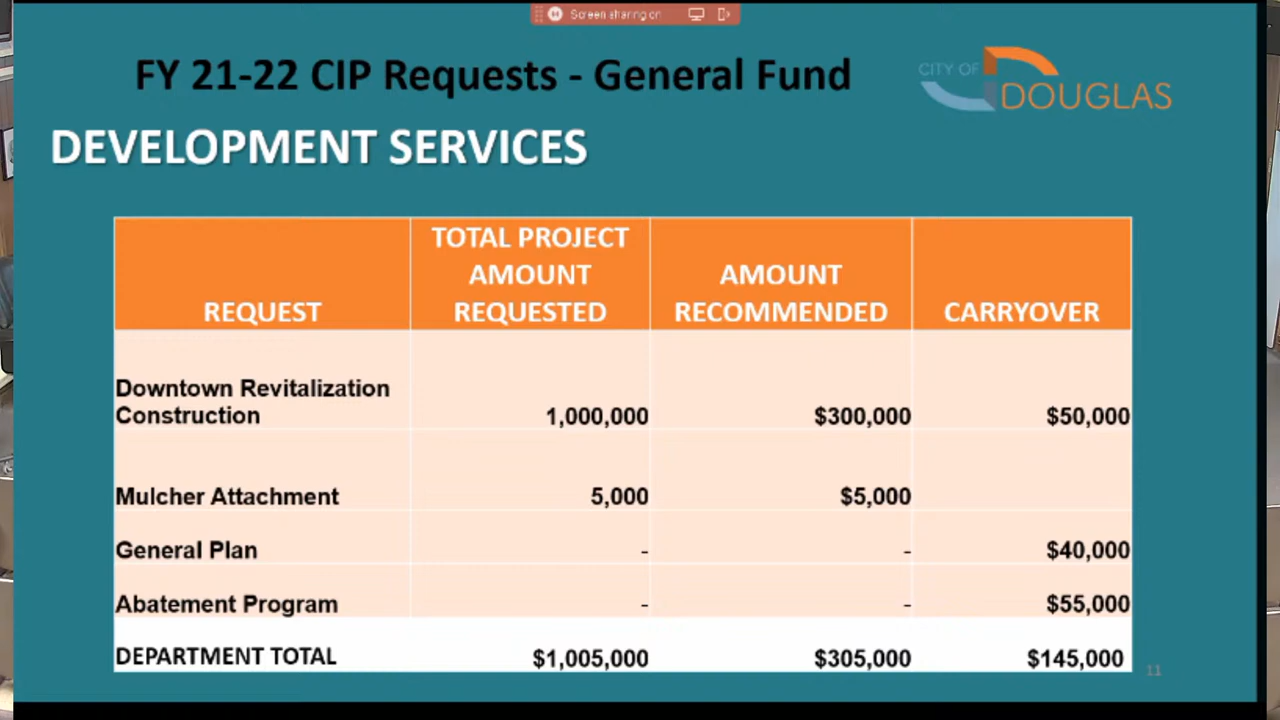 Screen sharing on
FY 21-22 CIP Requests - General Fund
CITY OF
DOUGLAS
DEVELOPMENT SERVICES
REQUEST
TOTAL PROJECT
AMOUNT
REQUESTED
AMOUNT
RECOMMENDED
CARRYOVER
Downtown Revitalization
Construction 1,000,000 $300,000 $50,000
Mulcher Attachment 5,000 $5,000
General Plan - - $40,000
Abatement Program - - $55,000
DEPARTMENT TOTAL $1,005,000 $305,000 $145,000
11